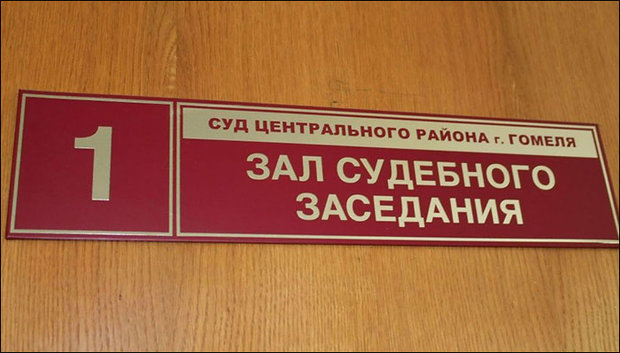 1
СУД ЦЕНТРАЛЬНОГО РАЙОНА г. ГОМЕЛЯ
ЗАЛ СУДЕБНОГО
ЗАСЕДАНИЯ